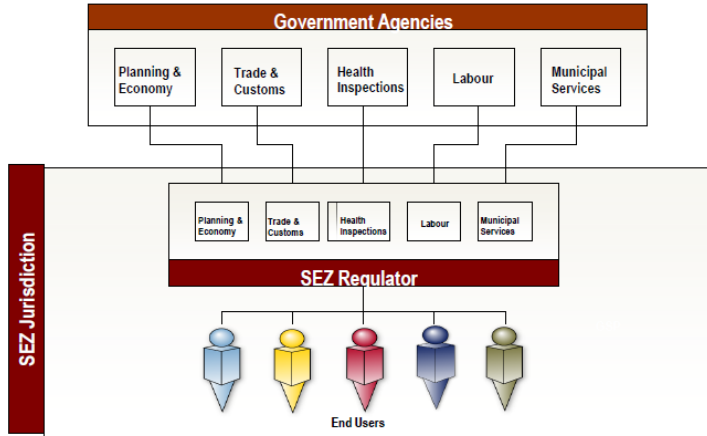 Government Agencies
Planning &
Economy
Trade &
Customs
Health
Inspections
Labour
Municipal
Services
SEZ Jurisdiction
Planning &
Economy
Trade &
Customs
Health
Inspections
Labour
Municipal
Services
SEZ Regulator
End Users